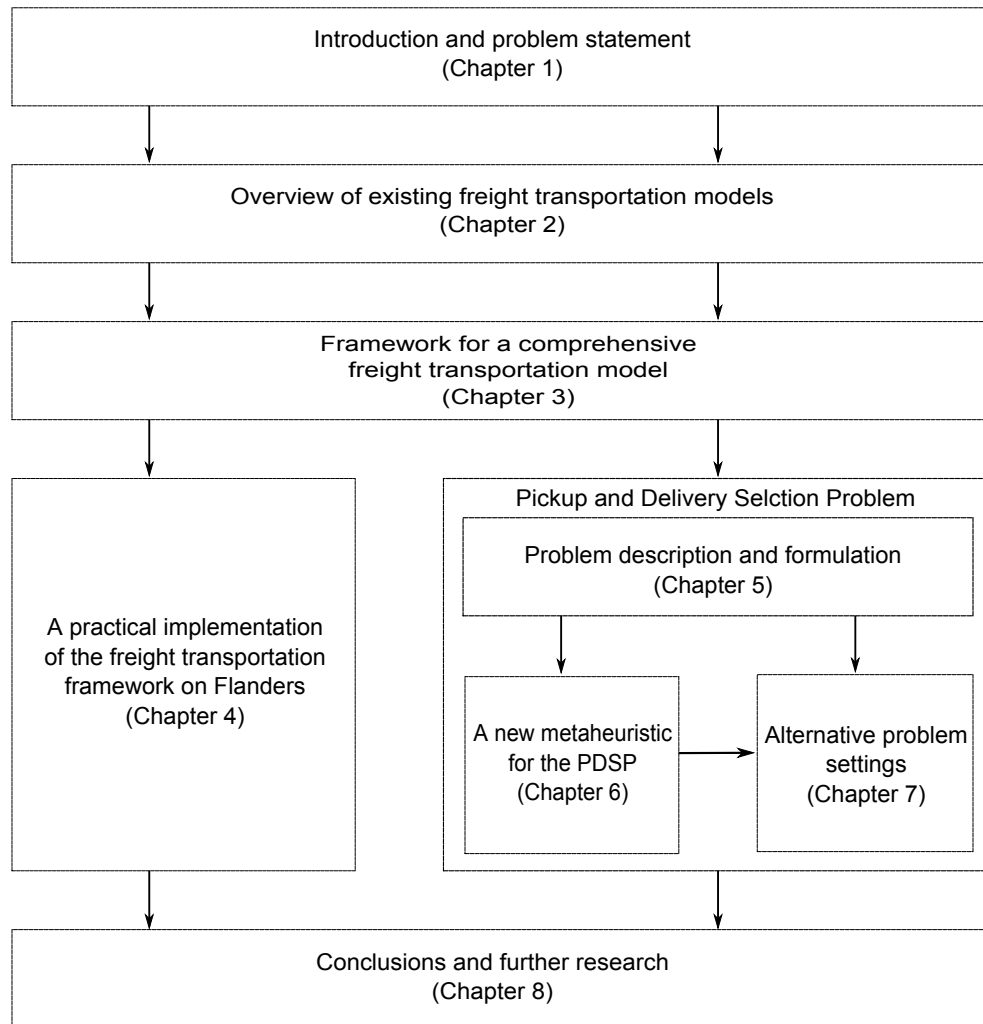 Introduction and problem statement
(Chapter 1)
Overview of existing freight transportation models
(Chapter 2)
Framework for a comprehensive
freight transportation model
(Chapter 3)
A practical implementation
of the freight transportation
framework on Flanders
(Chapter 4)
Pickup and Delivery Selction Problem
Problem description and formulation
(Chapter 5)
A new metaheuristic
for the PDSP
(Chapter 6)
Alternative problem
settings
(Chapter 7)
Conclusions and further research
(Chapter 8)